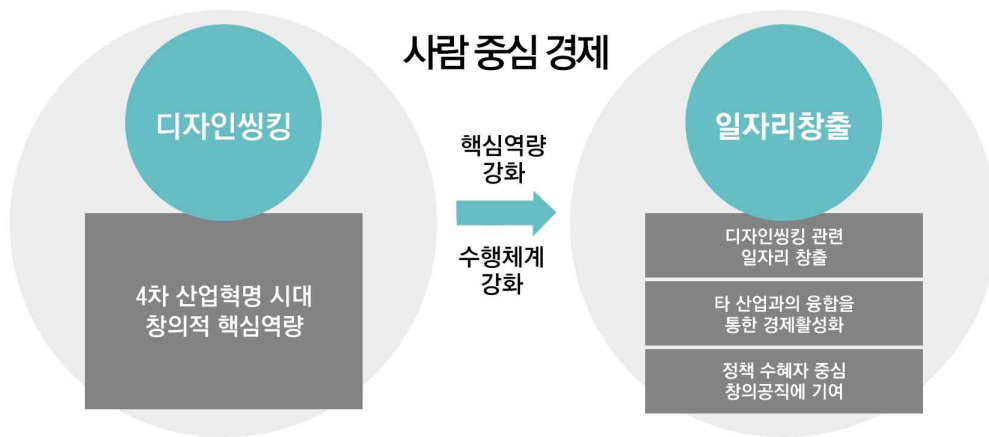 사람 중심 경제
디자인씽킹
4차 산업혁명 시대
창의적 핵심역량
핵심역량
강화
수행체계
강화
일자리창출
디자인씽킹 관련
일자리 창출
타 산업과의 융합을
통한 경제활성화
정책 수혜자 중심
창의공직에 기여